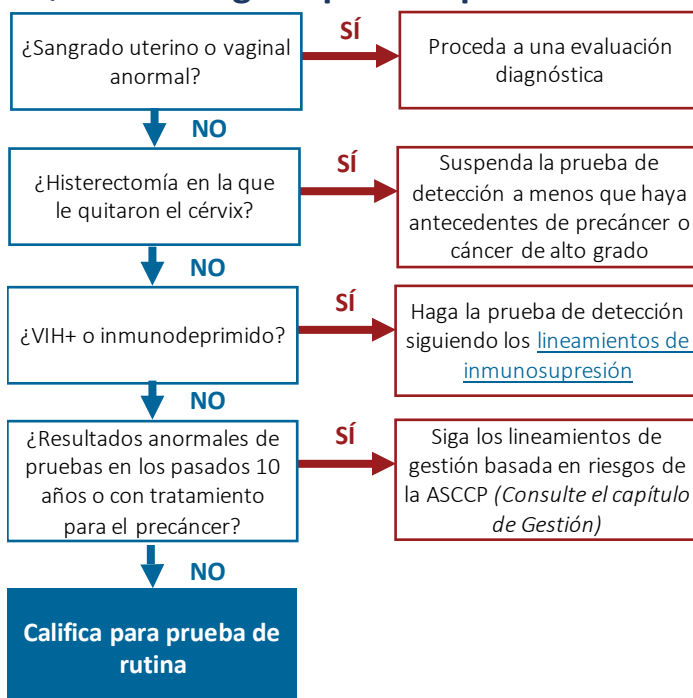 ¿Sangrado uterino o vaginal
anormal?
SÍ
Proceda a una evaluación
diagnóstica
NO
¿Histerectomía en la que
le quitaron el cérvix?
SÍ
Suspenda la prueba de
detección a menos que haya
antecedentes de precáncer o
cáncer de alto grado
NO
¿VIH+ o inmunodeprimido?
SÍ
Haga la prueba de detección
siguiendo los lineamientos de
inmunosupresión
NO
¿Resultados anormales de
pruebas en los pasados 10
años o con tratamiento
para el precáncer?
SÍ
Siga los lineamientos de
gestión basada en riesgos de
la ASCCP (Consulte el capítulo
de Gestión)
NO
Califica para prueba de
rutina